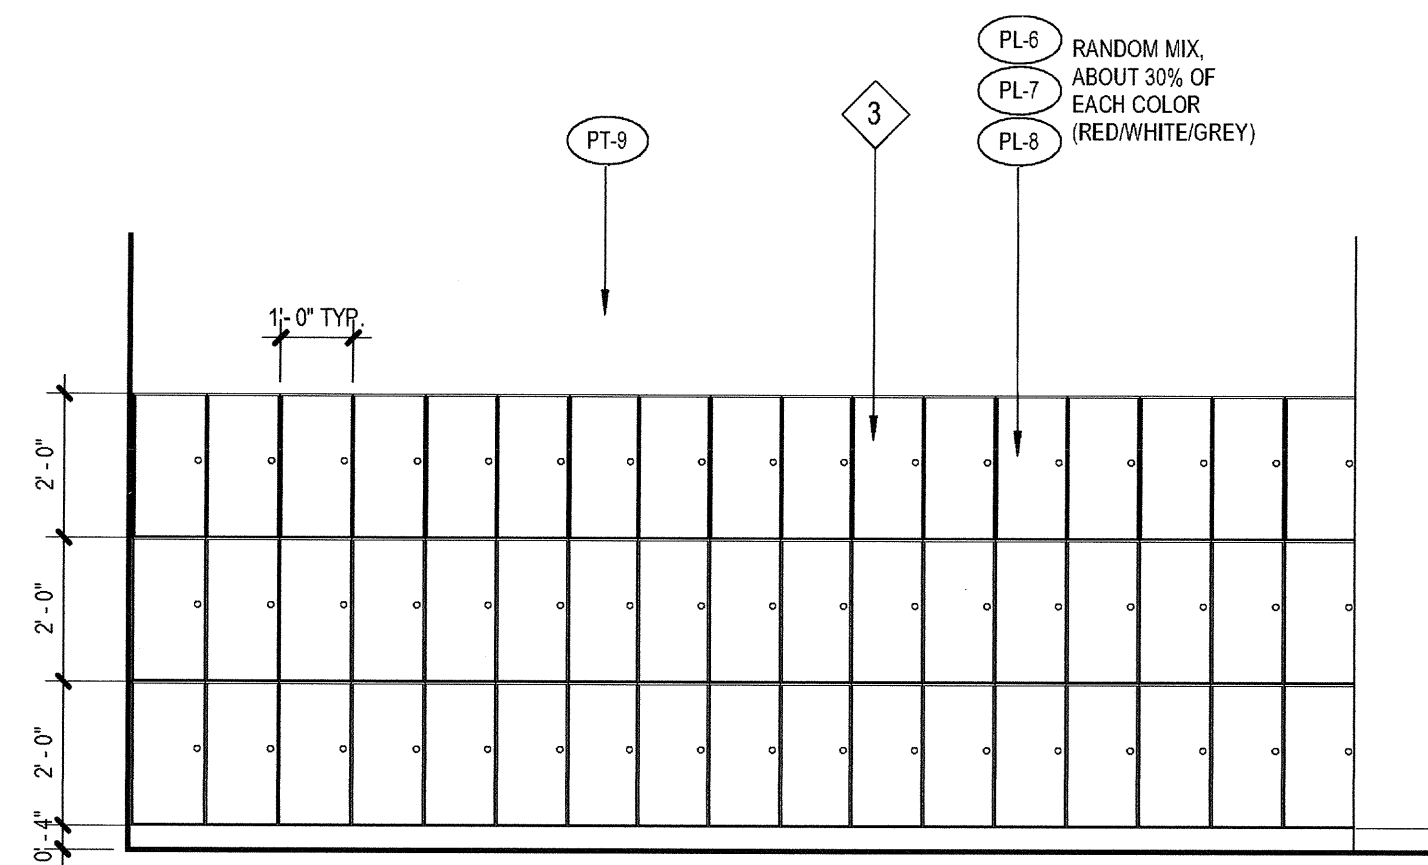 PL-6
PL-7
PL-8
RANDOM MIX,
ABOUT 30% OF
EACH COLOR
(RED/WHITE/GREY)
3
PT-9
1'- 0" TYP.
2' - 0"
2' - 0"
2' - 0"
0' - 4"